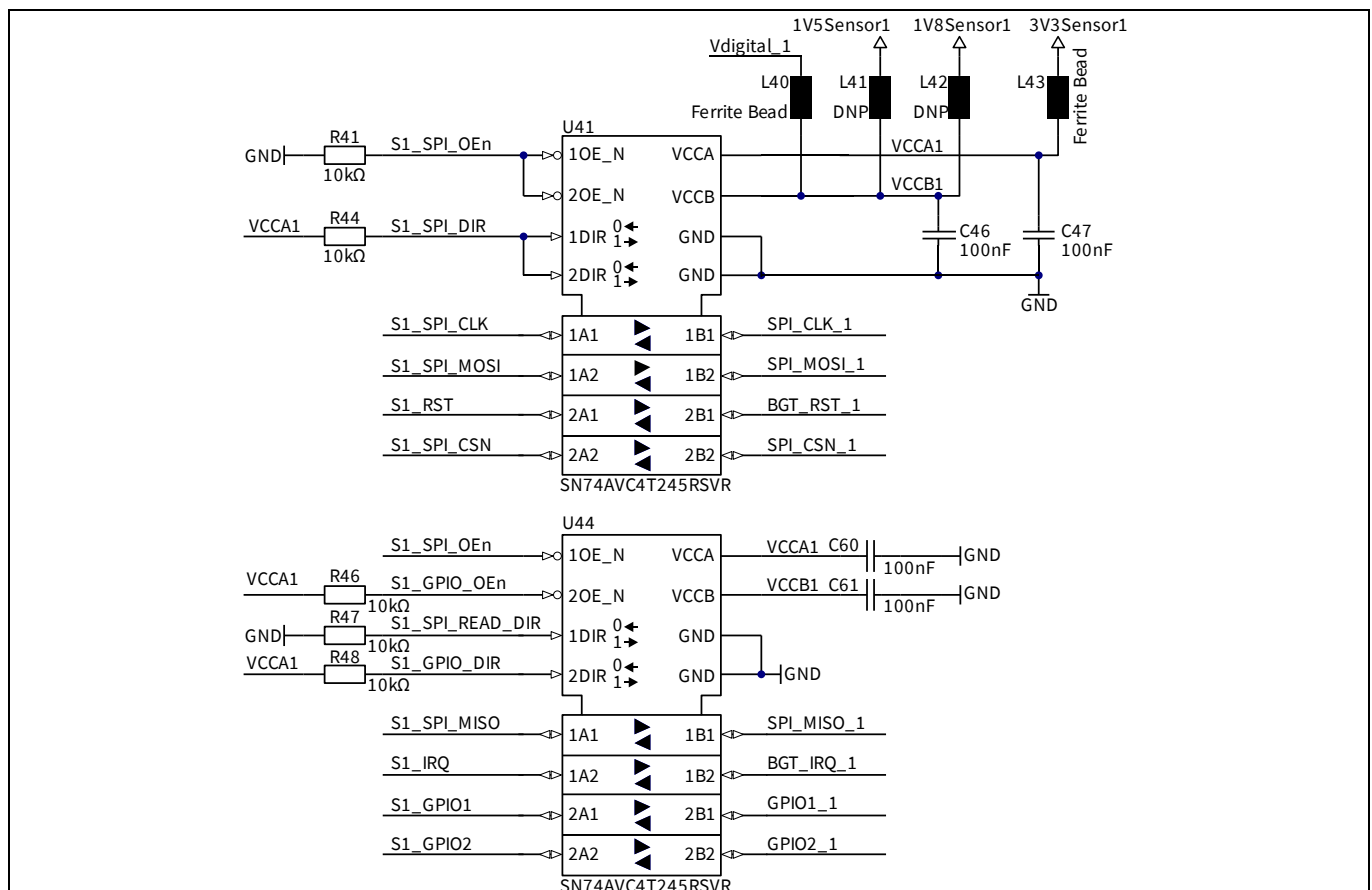 1V5Sensor1 1V8Sensor1 3V3Sensor1
Vdigital_1
L40 L41 L42 L43
Ferrite Bead DNP DNP Ferrite Bead
U41
GND R41 S1_SPI_OEn 1OE_N VCCA VCCA1
10kΩ
2OE_N VCCB VCCB1
VCCA1 R44 S1_SPI_DIR 1DIR 0 1 GND C46 C47
10kΩ 100nF 100nF
2DIR 0 1 GND
GND
S1_SPI_CLK 1A1 1B1 SPI_CLK_1
S1_SPI_MOSI 1A2 1B2 SPI_MOSI_1
S1_RST 2A1 2B1 BGT_RST_1
S1_SPI_CSN 2A2 2B2 SPI_CSN_1
SN74AVC4T245RSVR
U44
S1_SPI_OEn 1OE_N VCCA VCCA1 C60 GND
100nF
VCCA1 R46 S1_GPIO_OEn 2OE_N VCCB VCCB1 C61 GND
10kΩ 100nF
GND R47 S1_SPI_READ_DIR 1DIR 0 1 GND
10kΩ
VCCA1 R48 S1_GPIO_DIR 2DIR 0 1 GND GND
10kΩ
S1_SPI_MISO 1A1 1B1 SPI_MISO_1
S1_IRQ 1A2 1B2 BGT_IRQ_1
S1_GPIO1 2A1 2B1 GPIO1_1
S1_GPIO2 2A2 2B2 GPIO2_1
SN74AVC4T245RSVR